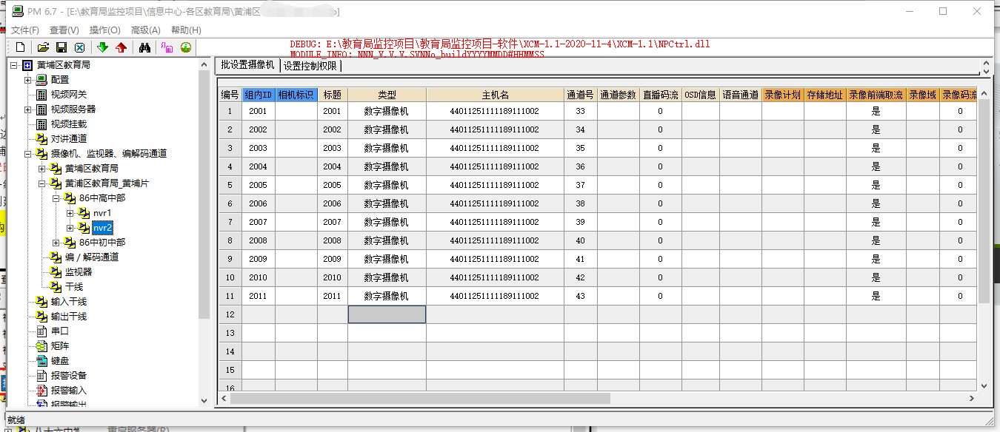 PM 6.7 - [E:\教育局监控项目\信息中心-各区教育局\黄浦区
文件(F) 查看(V) 操作(O) 高级(A) 帮助(H)
DEBUG: E:\教育局监控项目\教育局监控项目-软件\XCM-1.1-2020-11-4\XCM-1.1\NPCtrl.dll
MODULE_INFO: NNN_V.V.V.SVNNo_buildYYYYMMDD#HHMMSS
黄埔区教育局
配置
视频网关
视频服务器
视频挂载
对讲通道
摄像机、监视器、编解码通道
黄埔区教育局
黄浦区教育局_黄埔片
86中高中部
nvr1
nvr2
86中初中部
编 / 解码通道
监视器
干线
输入干线
输出干线
串口
矩阵
键盘
报警设备
报警输入
报警输出
批设置摄像机 设置控制权限
编号 组内ID 相机标识 标题 类型 主机名 通道号 通道参数 直播码流 OSD信息 语音通道 录像计划 存储地址 录像前端取流 录像域 录像码流
1 2001 2001 数字摄像机 44011251111189111002 33 0 是 0
2 2002 2002 数字摄像机 44011251111189111002 34 0 是 0
3 2003 2003 数字摄像机 44011251111189111002 35 0 是 0
4 2004 2004 数字摄像机 44011251111189111002 36 0 是 0
5 2005 2005 数字摄像机 44011251111189111002 37 0 是 0
6 2006 2006 数字摄像机 44011251111189111002 38 0 是 0
7 2007 2007 数字摄像机 44011251111189111002 39 0 是 0
8 2008 2008 数字摄像机 44011251111189111002 40 0 是 0
9 2009 2009 数字摄像机 44011251111189111002 41 0 是 0
10 2010 2010 数字摄像机 44011251111189111002 42 0 是 0
11 2011 2011 数字摄像机 44011251111189111002 43 0 是 0
12
13
14
15
16
就绪
重启服务器(R)